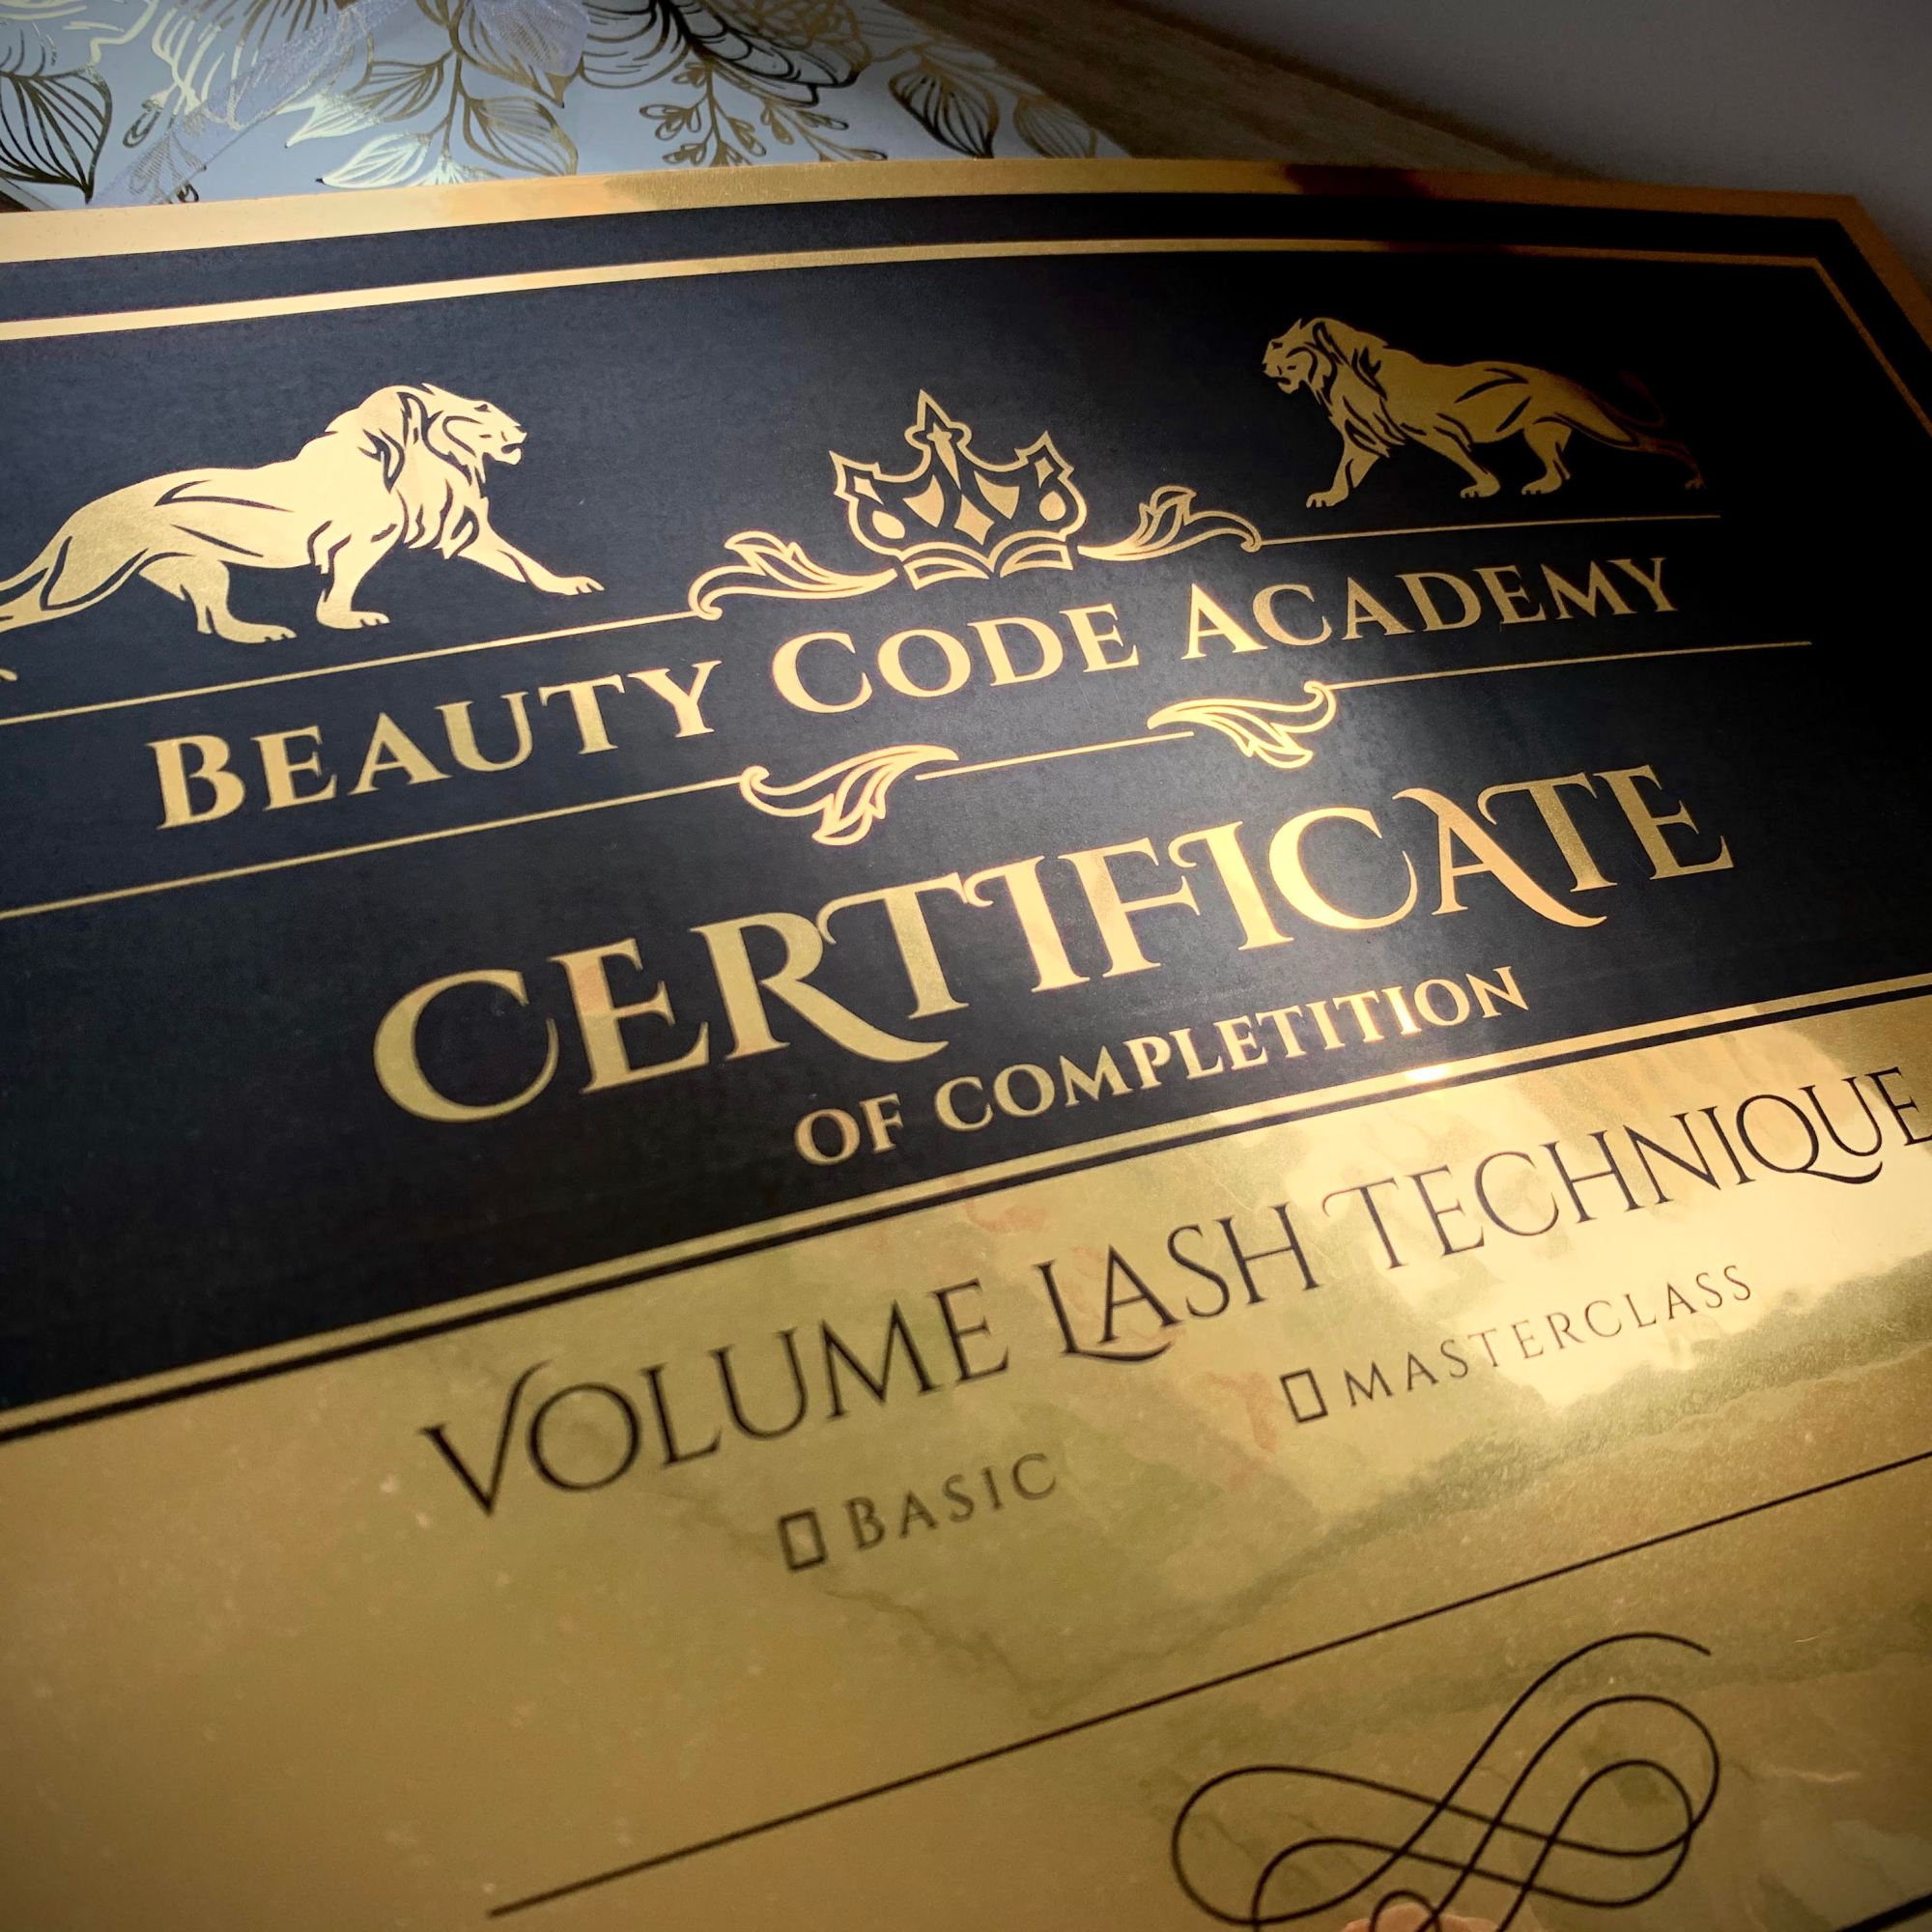 BEAUTY CODE ACADEMY
CERTIFICATE
OF COMPLETITION
VOLUME LASH TECHNIQUE
BASIC
MASTERCLASS